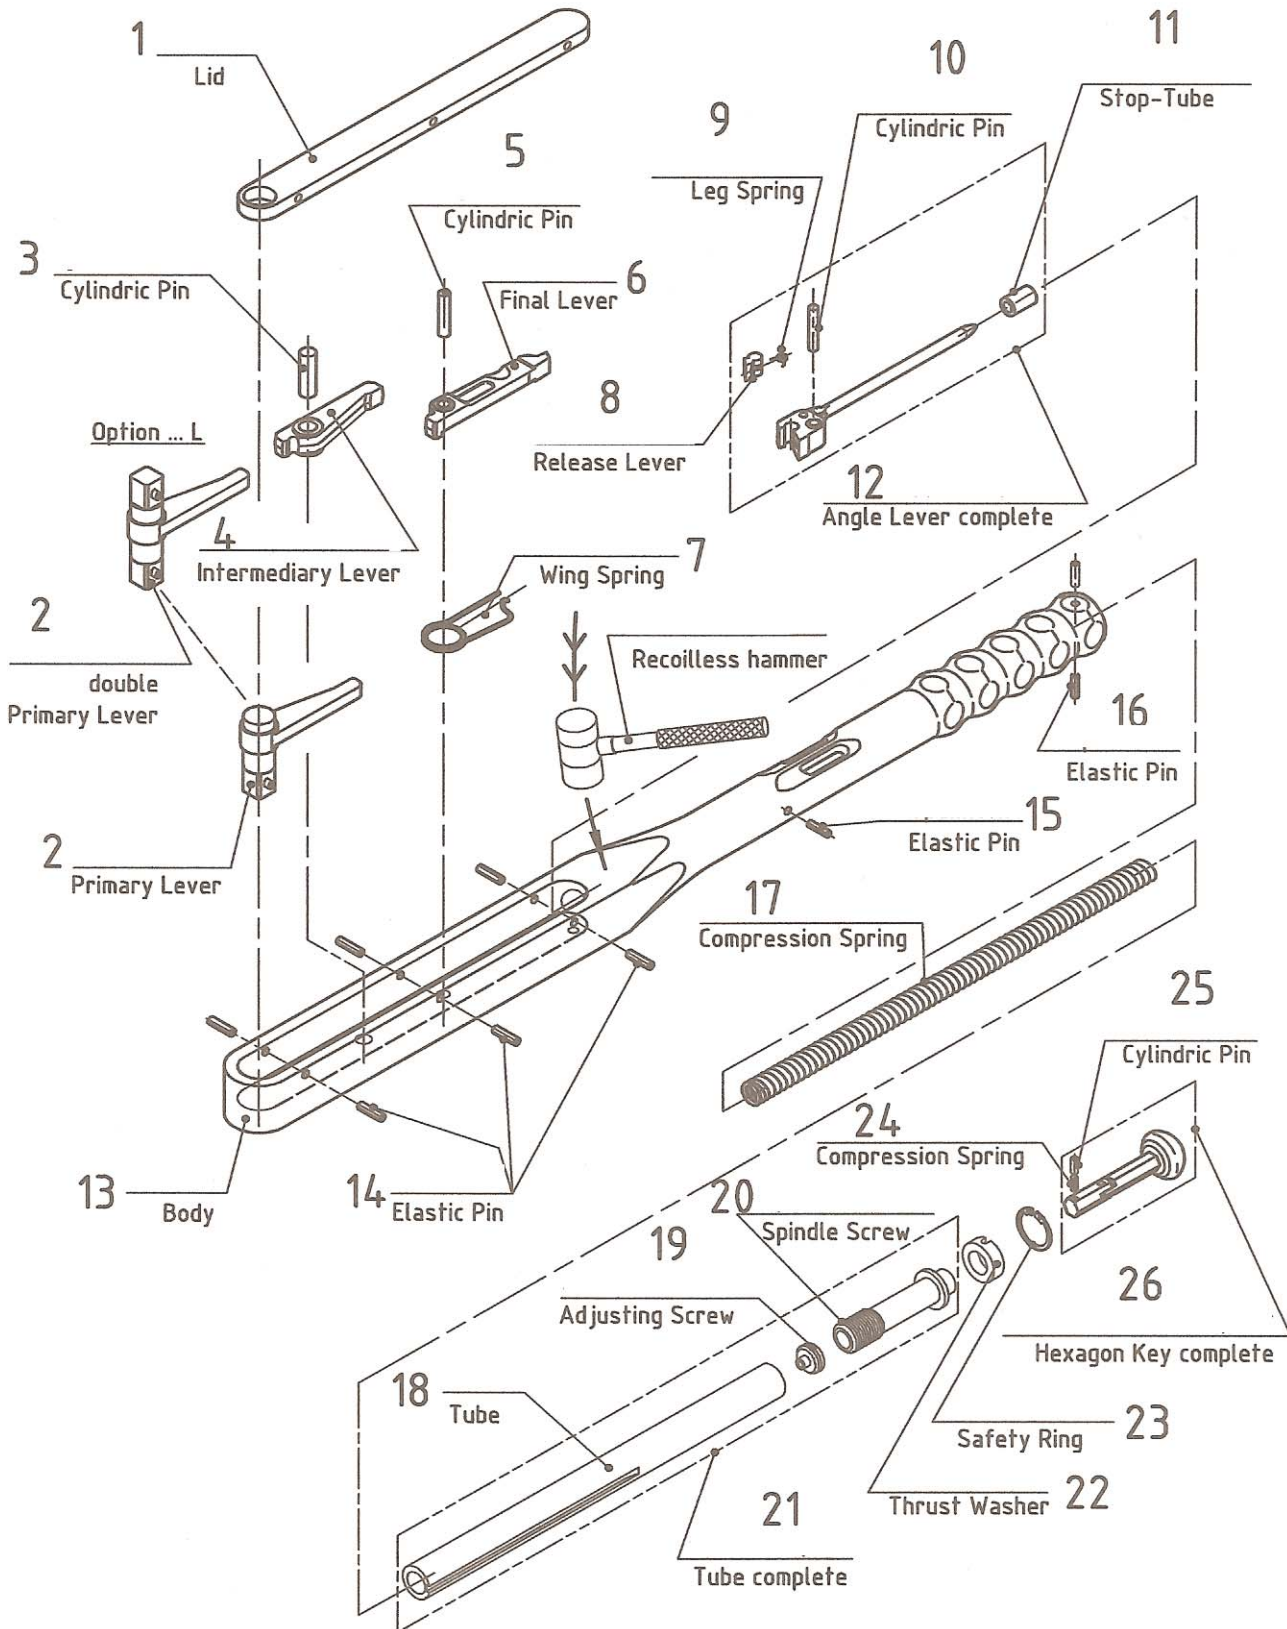 1
Lid
3
Cylindric Pin
5
Cylindric Pin
6
Final Lever
9
Leg Spring
10
Cylindric Pin
11
Stop-Tube
8
Release Lever
12
Angle Lever complete
Option ... L
4
Intermediary Lever
7
Wing Spring
2
double
Primary Lever
Recoilless hammer
2
Primary Lever
16
Elastic Pin
15
Elastic Pin
17
Compression Spring
13
Body
14
Elastic Pin
25
Cylindric Pin
24
Compression Spring
20
Spindle Screw
19
Adjusting Screw
26
Hexagon Key complete
18
Tube
23
Safety Ring
22
Thrust Washer
21
Tube complete